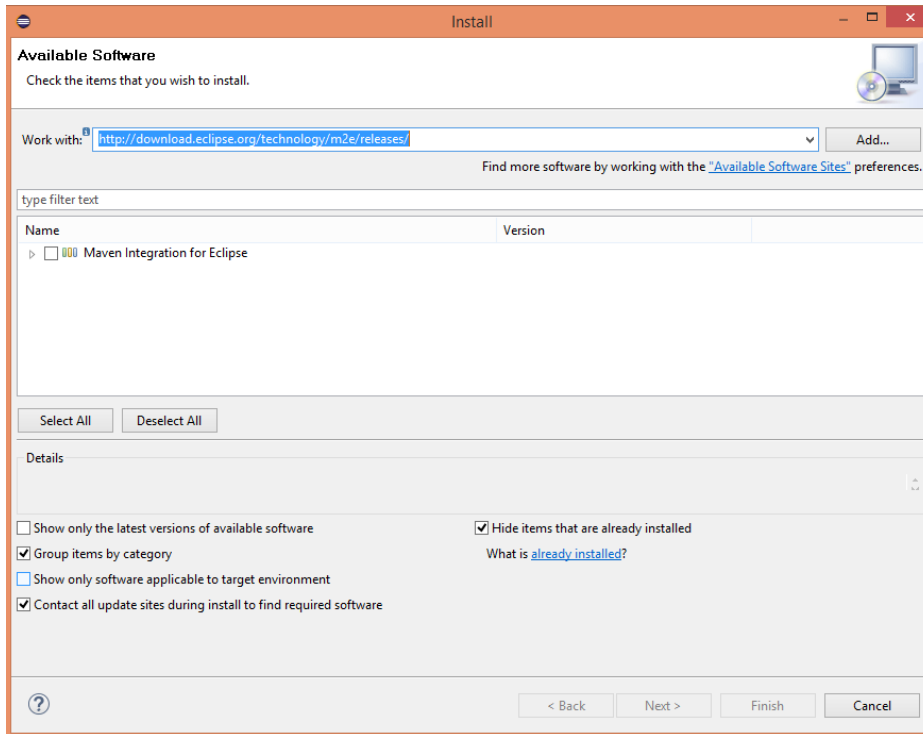 Install
Available Software
Check the items that you wish to install.
Work with: http://download.eclipse.org/technology/m2e/releases/ Add...
Find more software by working with the "Available Software Sites" preferences.
type filter text
Name Version
Maven Integration for Eclipse
Select All Deselect All
Details
Show only the latest versions of available software Hide items that are already installed
Group items by category What is already installed?
Show only software applicable to target environment
Contact all update sites during install to find required software
? < Back Next > Finish Cancel